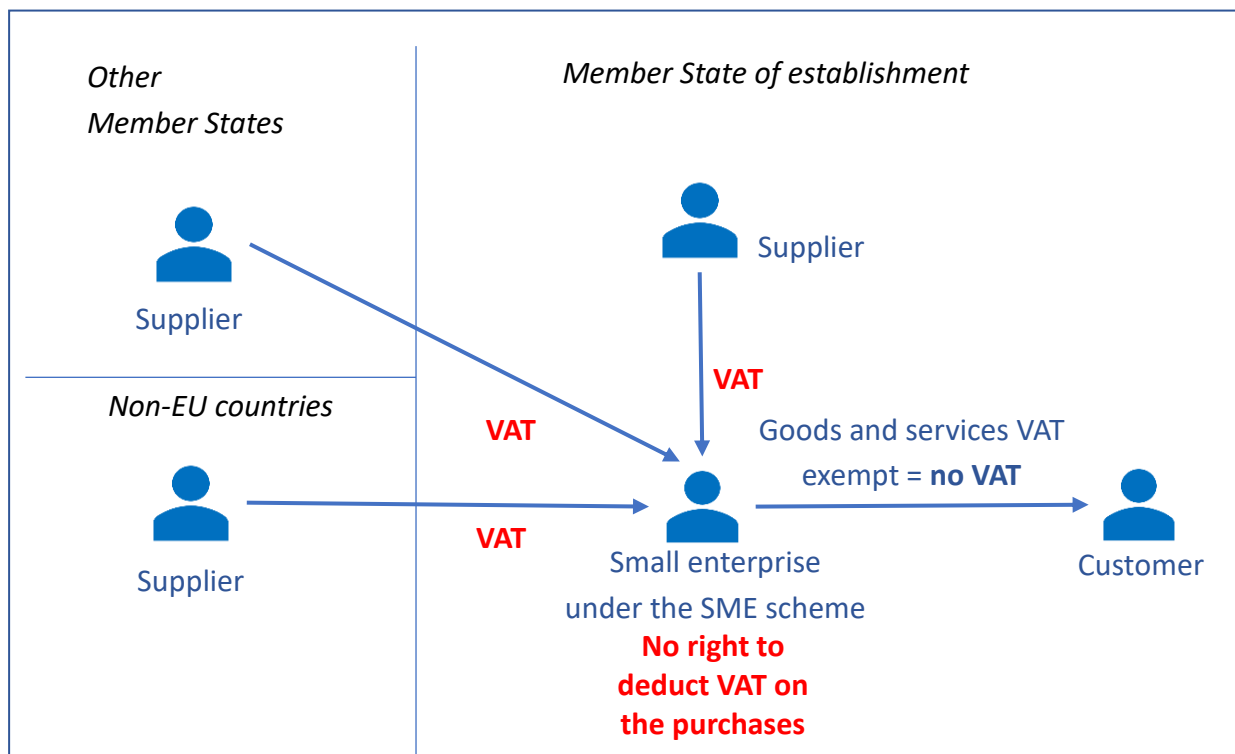 Other
Member States
Supplier
Non-EU countries
VAT
Supplier
VAT
Member State of establishment
Supplier
VAT
Goods and services VAT
exempt = no VAT
Small enterprise
under the SME scheme
No right to
deduct VAT on
the purchases
Customer